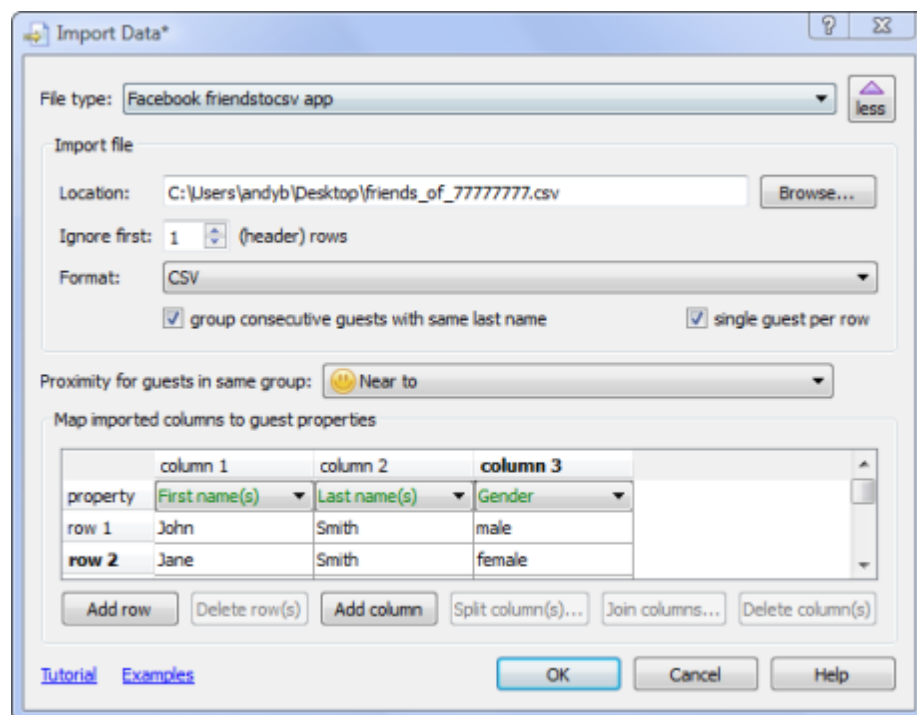 Import Data*
File type: Facebook friendstocsv app
less
Import file
Location: C:\Users\andyb\Desktop\friends_of_77777777.csv Browse...
Ignore first: 1 (header) rows
Format: CSV
group consecutive guests with same last name single guest per row
Proximity for guests in same group: Near to
Map imported columns to guest properties
column 1 column 2 column 3
property First name(s) Last name(s) Gender
row 1 John Smith male
row 2 Jane Smith female
Add row Delete row(s) Add column Split column(s)... Join columns... Delete column(s)
Tutorial Examples OK Cancel Help